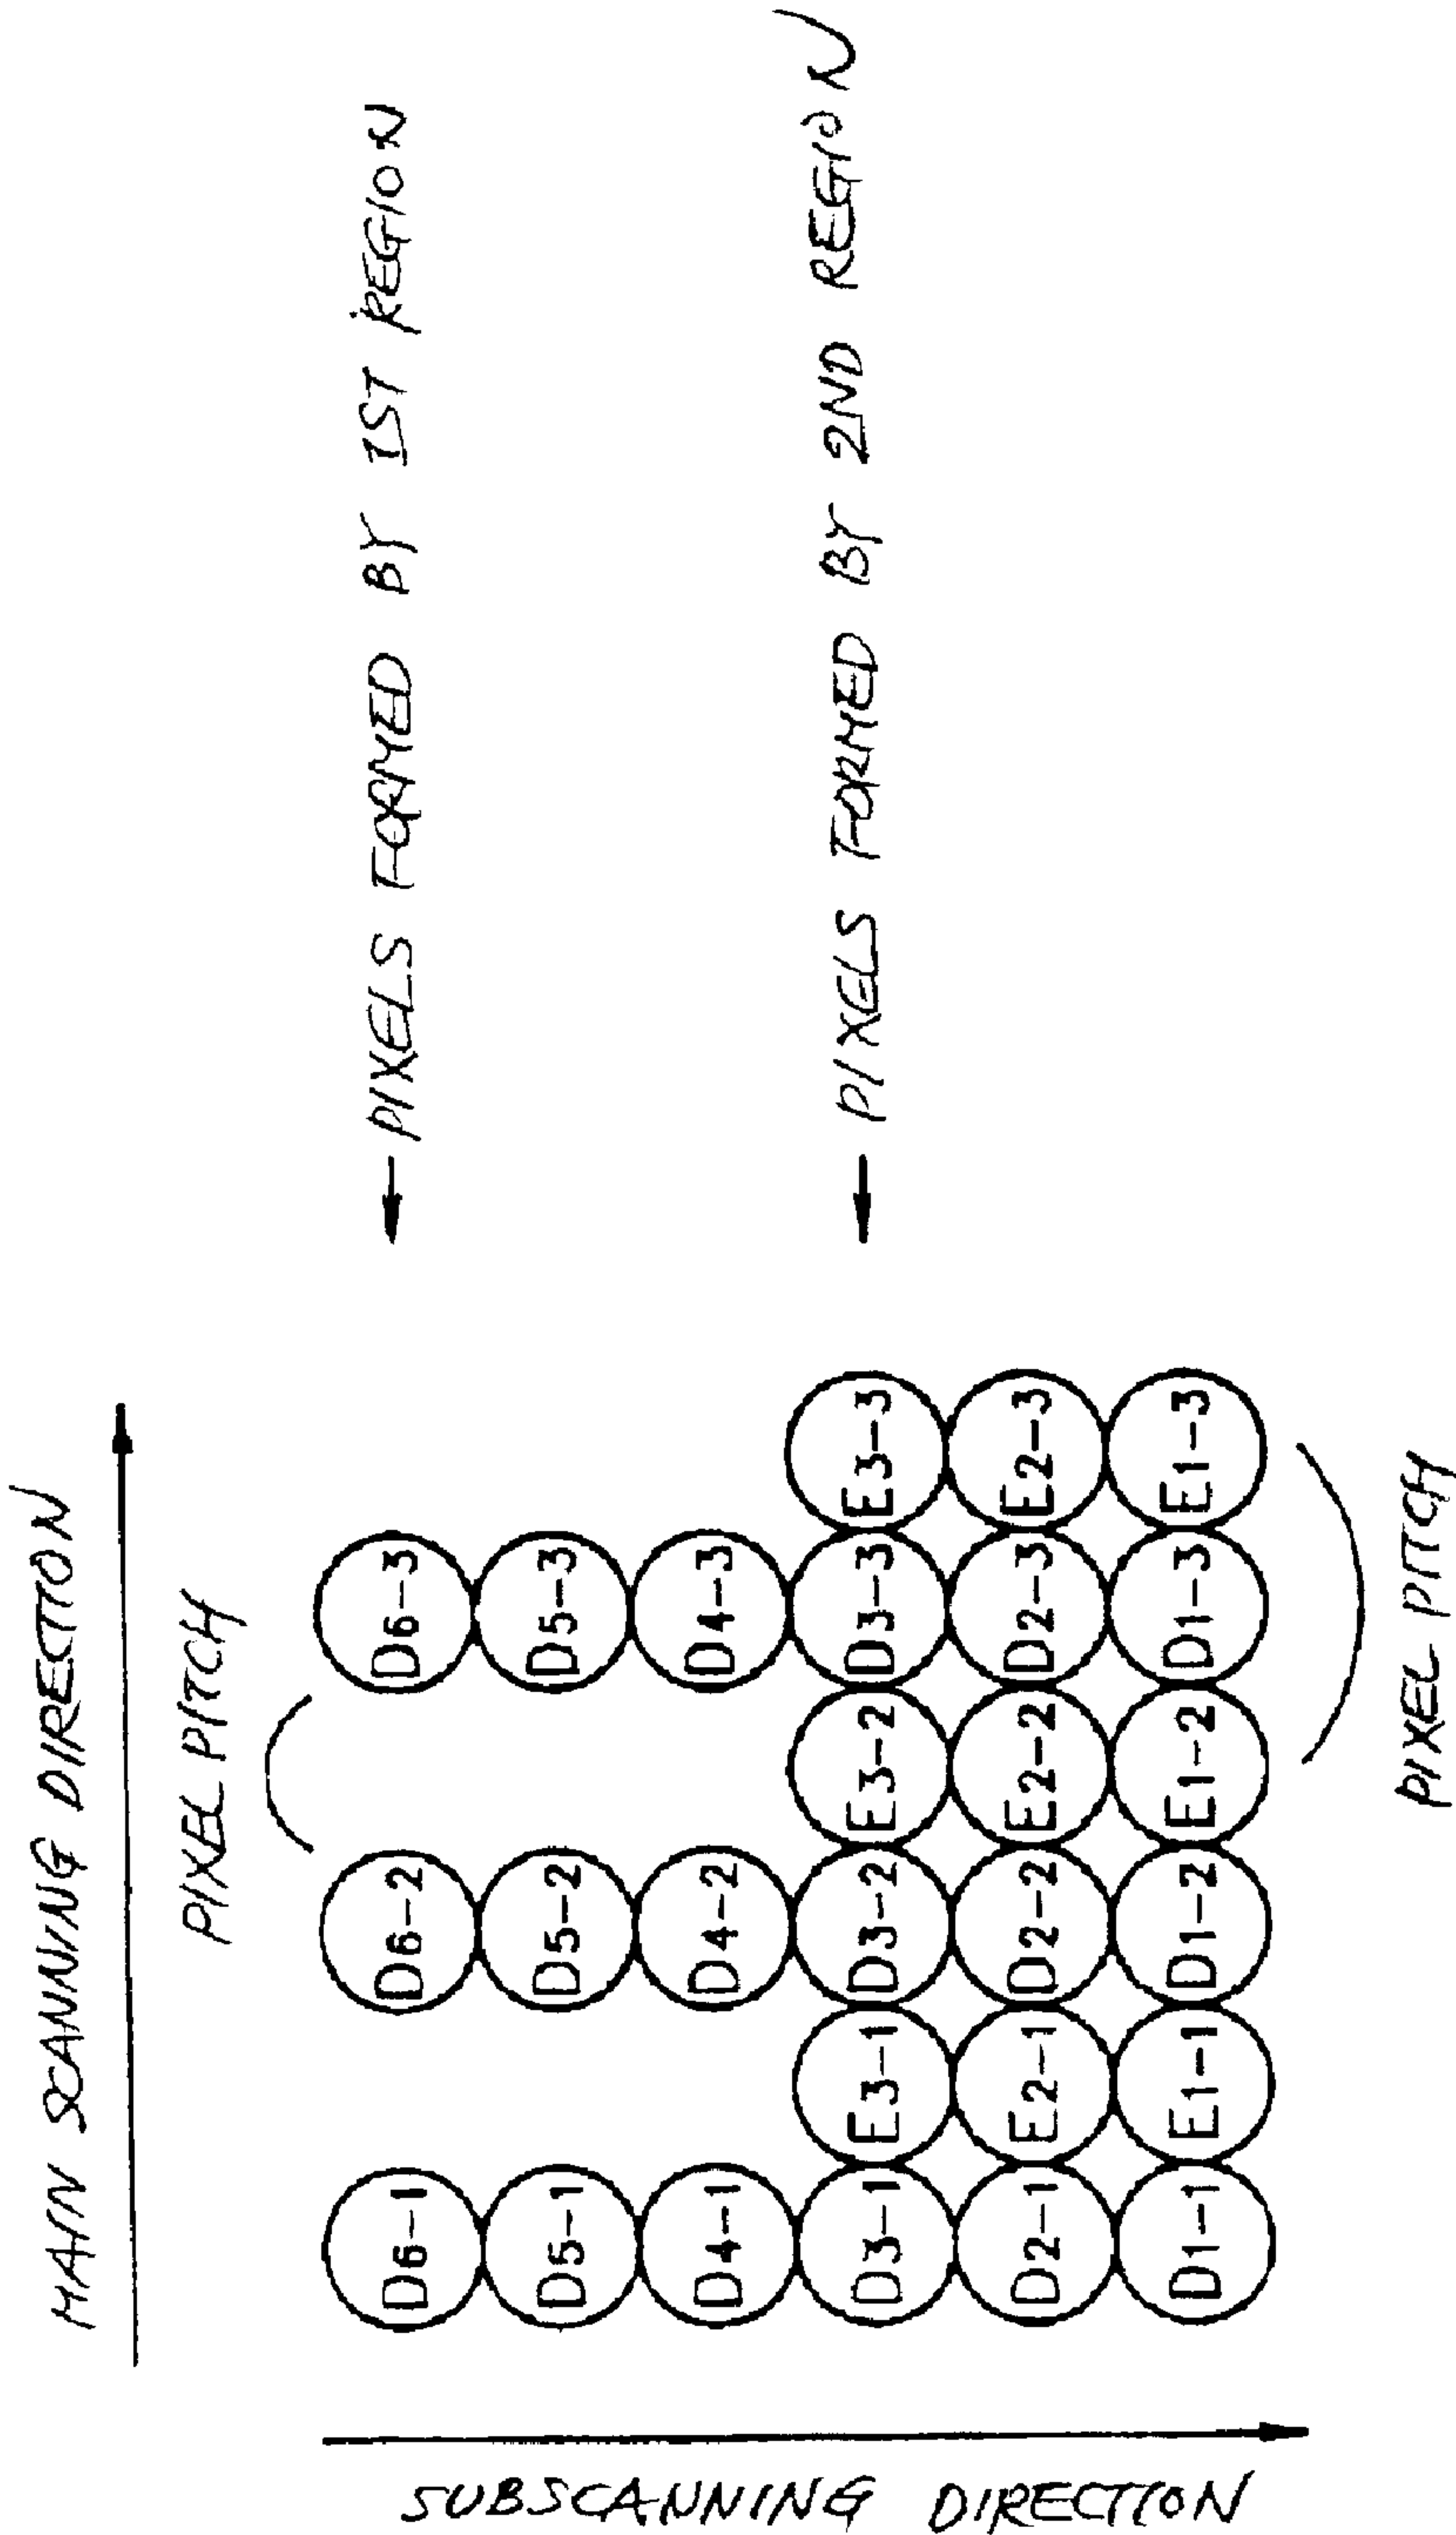 MAIN SCANNING DIRECTION
PIXEL PITCH
SUBSCANNING DIRECTION
D6-1 D6-2 D6-3
PIXELS FORMED BY 1ST REGION
D5-1 D5-2 D5-3
D4-1 D4-2 D4-3
D3-1 E3-1 D3-2 E3-2 D3-3 E3-3
PIXELS FORMED BY 2ND REGION
D2-1 E2-1 D2-2 E2-2 D2-3 E2-3
D1-1 E1-1 D1-2 E1-2 D1-3 E1-3
PIXEL PITCH